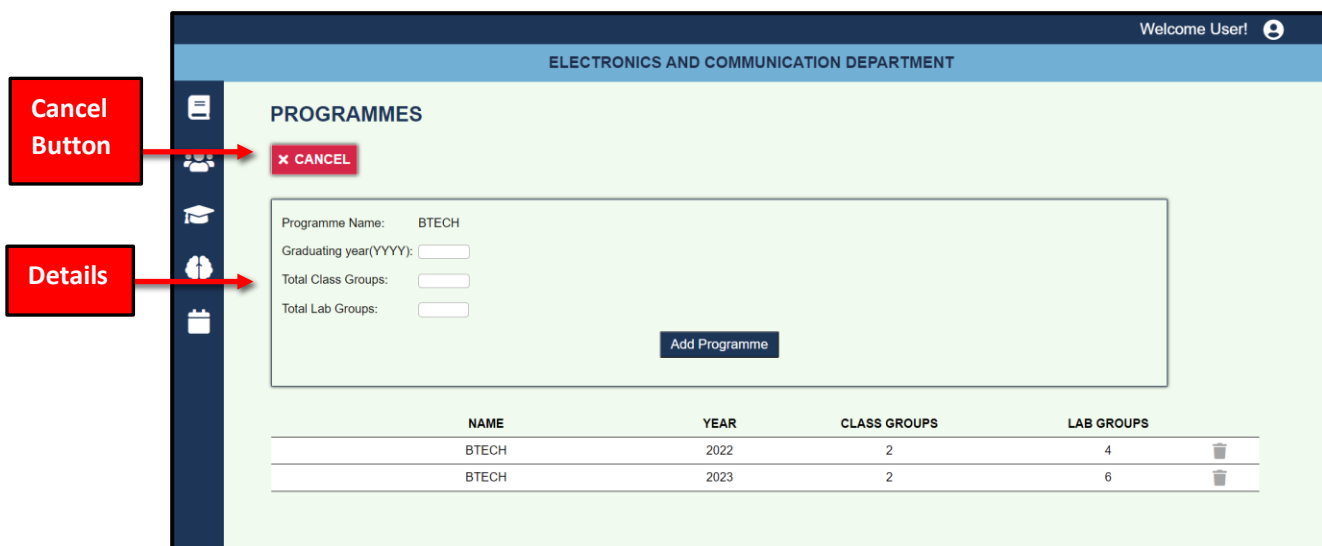 Welcome User!
ELECTRONICS AND COMMUNICATION DEPARTMENT
Cancel
Button
PROGRAMMES
× CANCEL
Details
Programme Name: BTECH
Graduating year(YYYY):
Total Class Groups:
Total Lab Groups:
Add Programme
NAME YEAR CLASS GROUPS LAB GROUPS
BTECH 2022 2 4
BTECH 2023 2 6